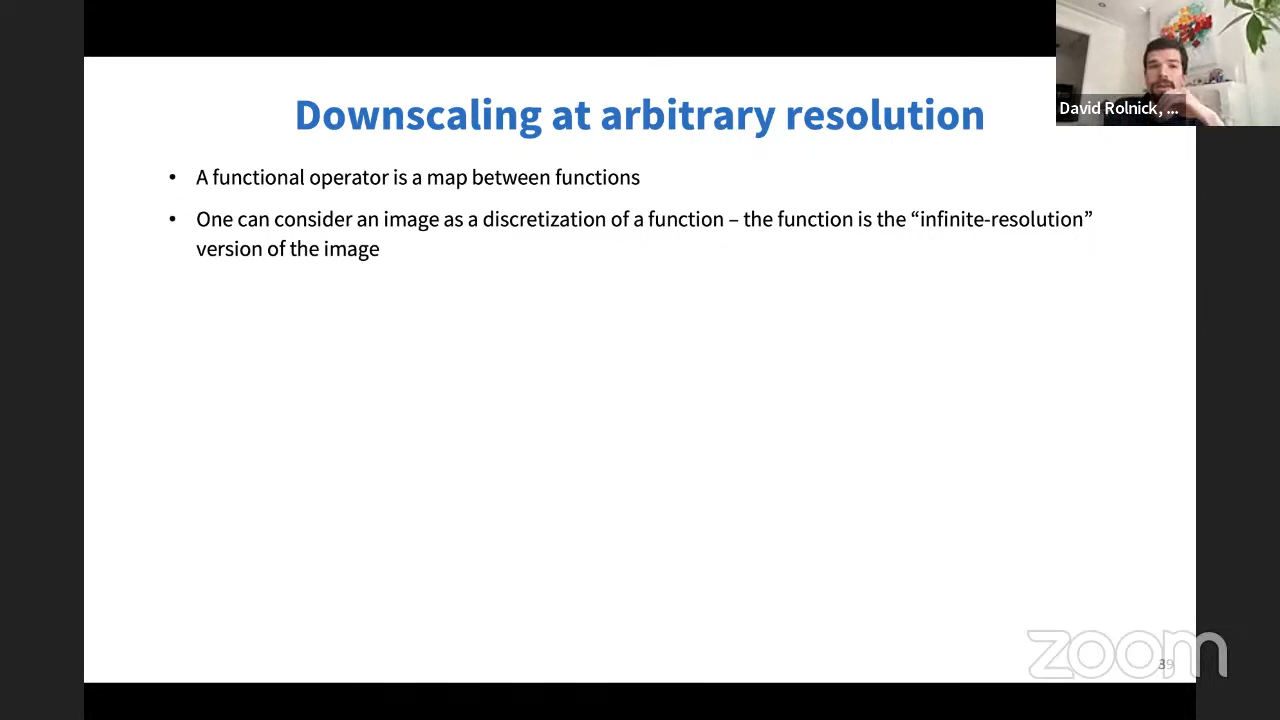 Downscaling at arbitrary resolution
David Rolnick, ...
• A functional operator is a map between functions
• One can consider an image as a discretization of a function – the function is the “infinite-resolution”
version of the image
zoom
39